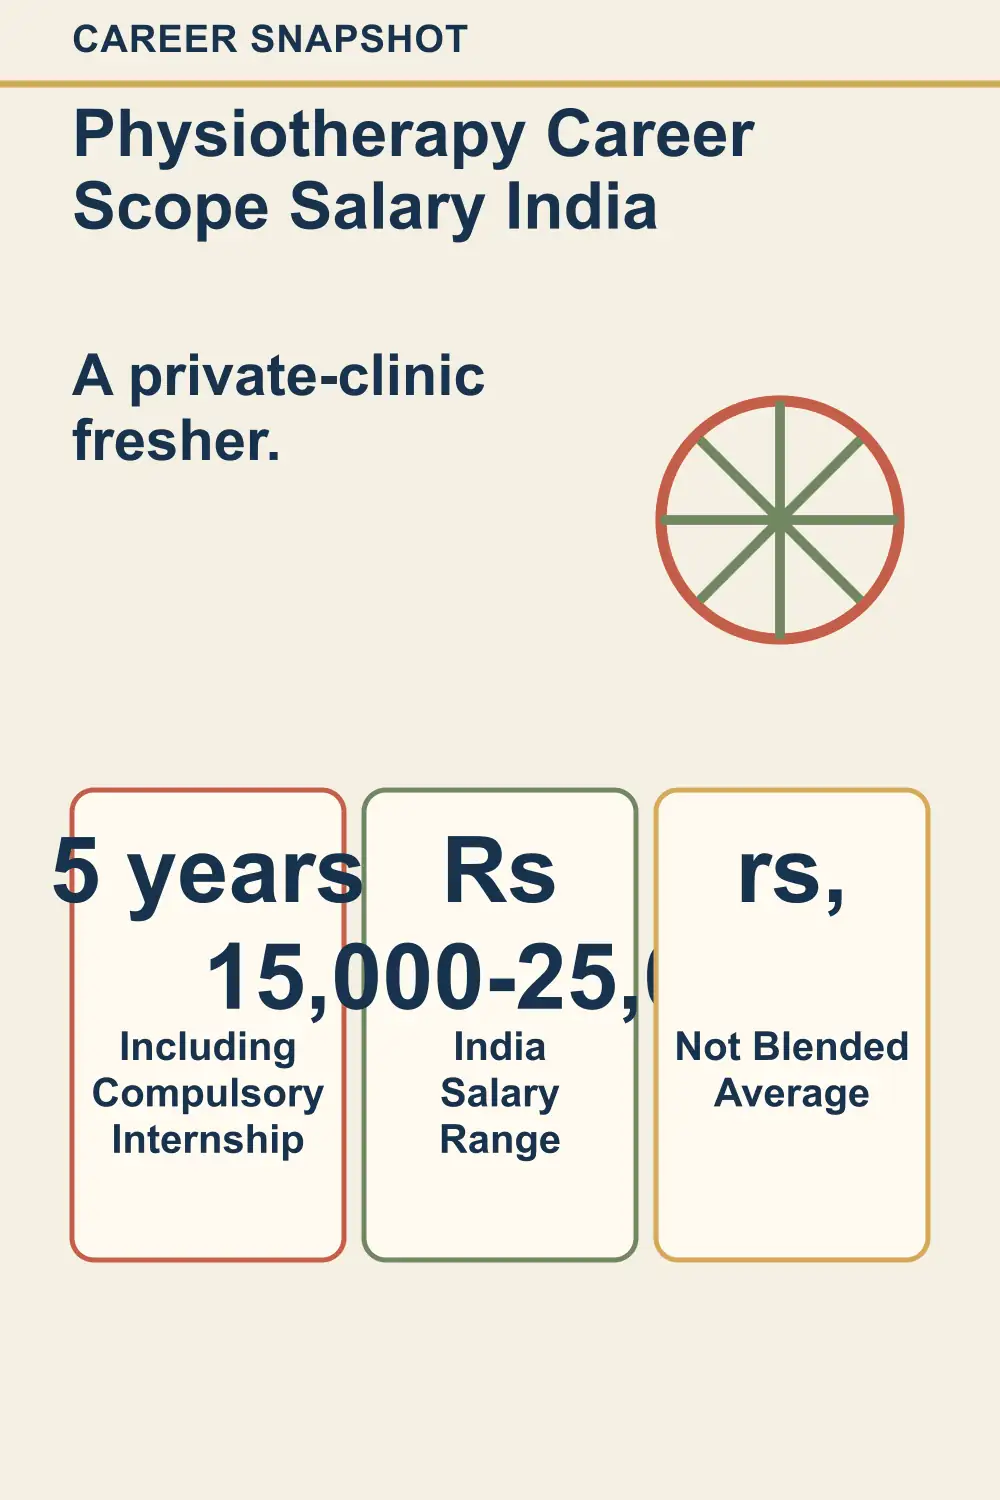 CAREER SNAPSHOT
Physiotherapy Career
Scope Salary India
A private-clinic
fresher.
5 years
Including
Compulsory
Internship
Rs
15,000-25,
India
Salary
Range
rs,
Not Blended
Average